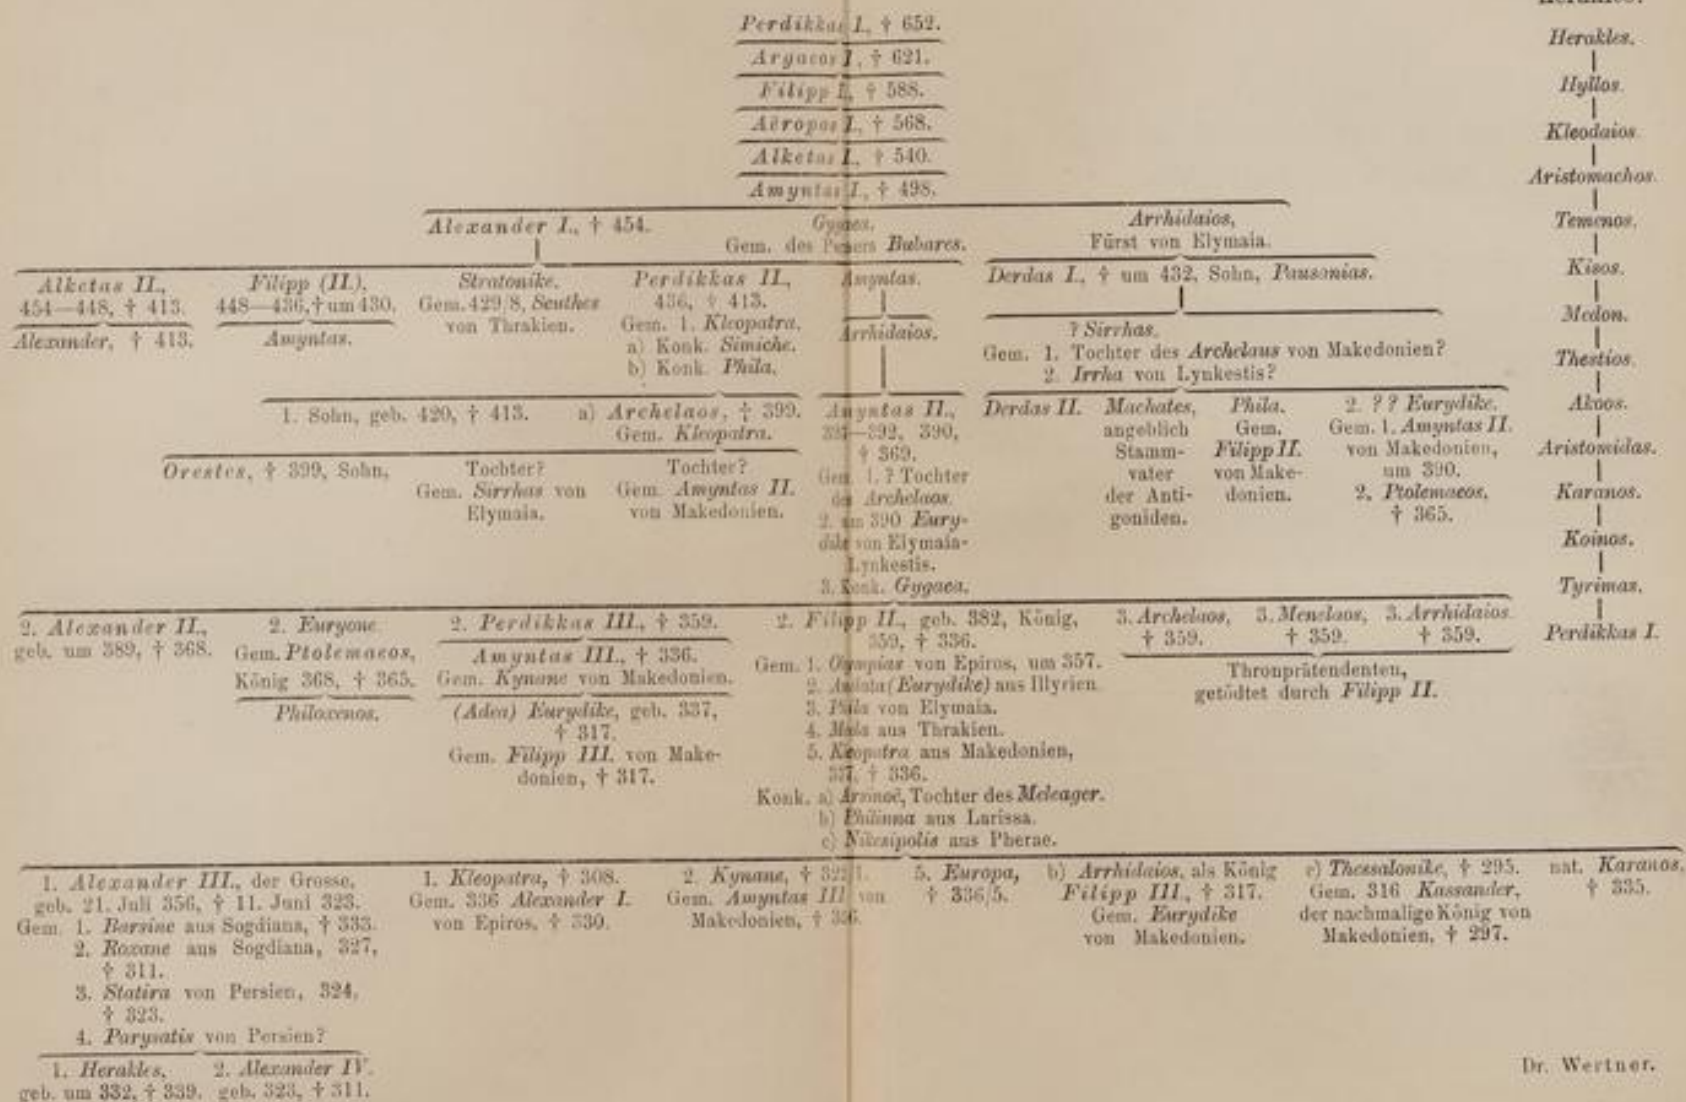 Perdikkas I., † 652.
Argaeos I., † 621.
Filipp I., † 588.
Aëropos I., † 568.
Alketas I., † 540.
Amyntas I., † 498.
Alexander I., † 454.
Gygaea.
Gem. des Persers Bubares.
Arrhidaios,
Fürst von Elymaia.
Alketas II.,
454—448, † 413.
Alexander, † 413.
Filipp (II.),
448—436, † um 430.
Amyntas.
Stratonike.
Gem. 429/8, Seuthes
von Thrakien.
Perdikkas II.,
436, † 413.
Gem. 1. Kleopatra.
a) Konk. Simiche.
b) Konk. Phila.
Amyntas.
Arrhidaios.
Derdas I., † um 432, Sohn, Pausanias.
? Sirrhas.
Gem. 1. Tochter des Archelaus von Makedonien?
2. Irrha von Lynkestis?
1. Sohn, geb. 420, † 413.
a) Archelaos, † 399.
Gem. Kleopatra.
Amyntas II.,
392, 390,
† 369.
Gem. 1. ? Tochter
des Archelaos.
2. um 390 Eury-
dike von Elymaia-
Lynkestis.
3. Konk. Gygaea.
Derdas II.
Machates,
angeblich
Stamm-
vater
der Anti-
goniden.
Phila.
Gem.
Filipp II.
von Make-
donien.
2. ?? Eurydike.
Gem. 1. Amyntas II.
von Makedonien,
um 390.
2. Ptolemaeos.
† 365.
Orestes, † 399, Sohn,
Tochter?
Gem. Sirrhas von
Elymaia.
Tochter?
Gem. Amyntas II.
von Makedonien.
2. Alexander II.,
geb. um 389, † 368.
2. Euryone.
Gem. Ptolemaeos,
König 368, † 365.
Philoxenos.
2. Perdikkas III., † 359.
Amyntas III., † 336.
Gem. Kynane von Makedonien.
(Adea) Eurydike, geb. 337,
† 317.
Gem. Filipp III. von Make-
donien, † 317.
2. Filipp II., geb. 382, König,
359, † 336.
Gem. 1. Olympias von Epiros, um 357.
2. Audata (Eurydike) aus Illyrien.
3. Phila von Elymaia.
4. Meda aus Thrakien.
5. Kleopatra aus Makedonien,
337, † 336.
Konk. a) Arsinoë, Tochter des Meleager.
b) Philinna aus Larissa.
c) Nikesipolis aus Pherae.
3. Archelaos,
† 359.
3. Menelaos,
† 359.
3. Arrhidaios
† 359.
Thronprätendenten,
getödtet durch Filipp II.
1. Alexander III., der Grosse,
geb. 21. Juli 356, † 11. Juni 323.
Gem. 1. Barsine aus Sogdiana, † 333.
2. Roxane aus Sogdiana, 327,
† 311.
3. Statira von Persien, 324,
† 323.
4. Parysatis von Persien?
1. Herakles,
geb. um 332, † 339.
2. Alexander IV.
geb. 323, † 311.
1. Kleopatra, † 308.
Gem. 336 Alexander I.
von Epiros, † 330.
2. Kynane,
Gem. Amyntas III. von
Makedonien, † 336.
5. Europa,
† 336/5.
b) Arrhidaios, als König
Filipp III., † 317.
Gem. Eurydike
von Makedonien.
c) Thessalonike, † 295.
Gem. 316 Kassander,
der nachmalige König von
Makedonien, † 297.
nat. Karanos,
† 335.
Herakles.
Hyllos.
Kleodaios
Aristomachos.
Temenos.
Kisos.
Medon.
Thestios.
Akoos.
Aristomidas.
Karanos.
Koinos.
Tyrimas.
Perdikkas I.
Dr. Wertner.